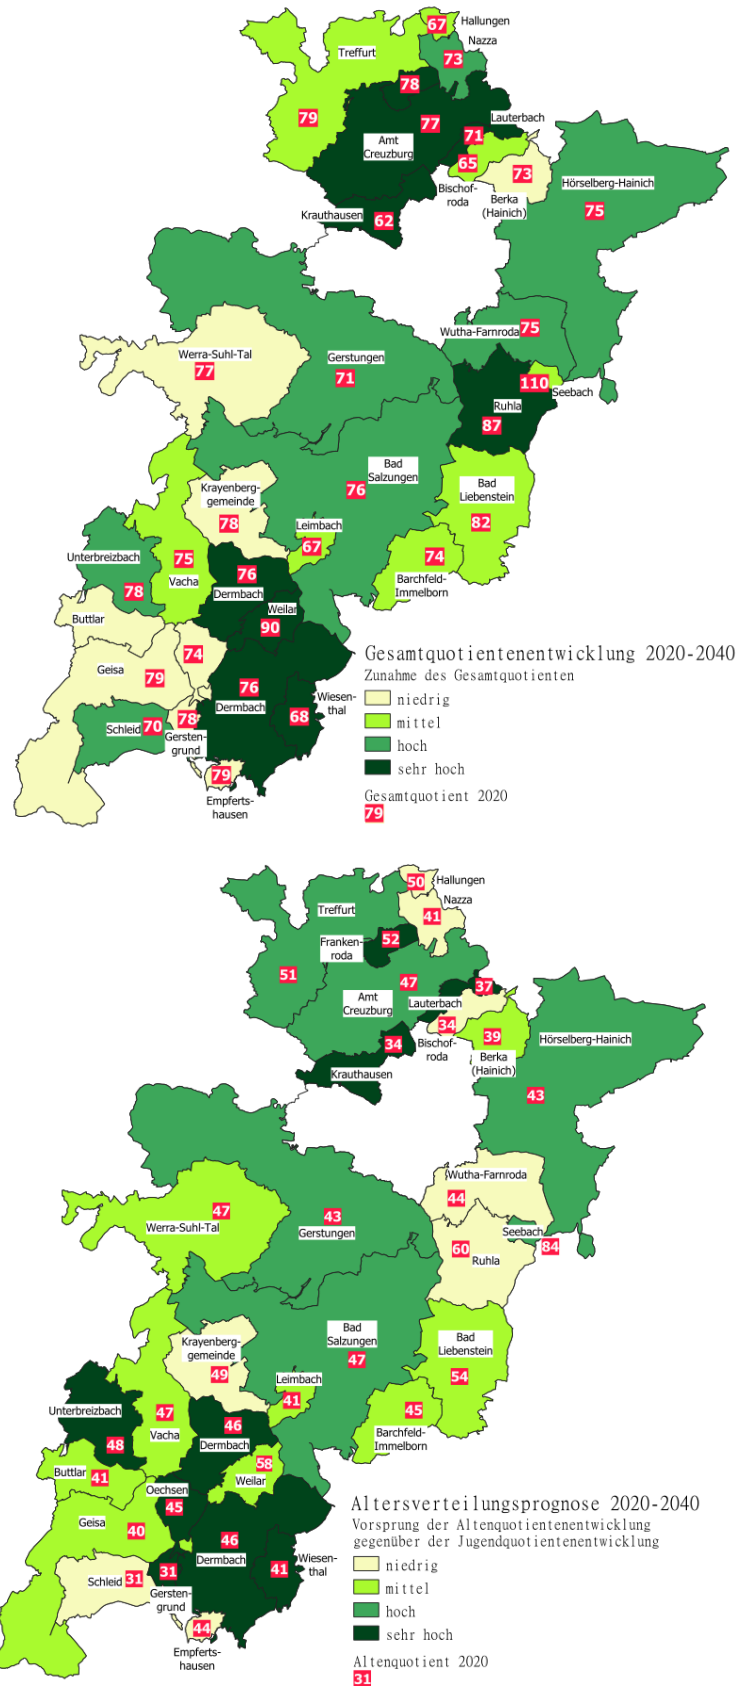 67
Hallungen
Nazza
Treffurt
73
78
79
77
Lauterbach
71
Amt
Creuzburg
65
73
Bischof-
roda
Berka
(Hainich)
Hörselberg-Hainich
75
Krauthausen
62
Wutha-Farnroda
75
Werra-Suhl-Tal
77
Gerstungen
71
110
Seebach
Ruhla
87
Bad
Salzungen
76
Krayenberg-
gemeinde
78
Bad
Liebenstein
82
Leimbach
67
Unterbreizbach
75
Vacha
78
76
Dermbach
74
Barchfeld-
Immelborn
Weilar
90
Buttlar
74
Geisa
79
76
Dermbach
Wiesen-
thal
68
Schleid
70
78
Gersten-
grund
79
Empferts-
hausen
Gesamtquotientenentwicklung 2020-2040
Zunahme des Gesamtquotienten
niedrig
mittel
hoch
sehr hoch
Gesamtquotient 2020
79
50
Hallungen
Nazza
41
Treffurt
Franken-
roda
52
51
47
37
Amt
Creuzburg
Lauterbach
34
34
Bischof-
roda
39
Berka
(Hainich)
Hörselberg-Hainich
43
Krauthausen
Wutha-Farnroda
44
47
Werra-Suhl-Tal
43
Gerstungen
Seebach
84
60
Ruhla
Bad
Salzungen
47
Krayenberg-
gemeinde
49
Bad
Liebenstein
54
Leimbach
41
Unterbreizbach
48
47
Vacha
46
Dermbach
45
Barchfeld-
Immelborn
58
Weilar
Buttlar
41
Oechsen
45
Geisa
40
46
Dermbach
Wiesen-
thal
41
Schleid
31
31
Gersten-
grund
44
Empferts-
hausen
Altersverteilungsprognose 2020-2040
Vorsprung der Altenquotientenentwicklung
gegenüber der Jugendquotientenentwicklung
niedrig
mittel
hoch
sehr hoch
Altenquotient 2020
31